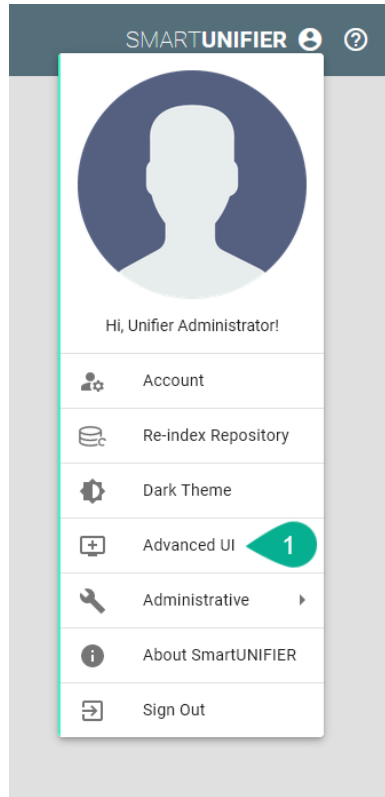 SMARTUNIFIER
Hi, Unifier Administrator!
Account
Re-index Repository
Dark Theme
Advanced UI 1
Administrative
About SmartUNIFIER
Sign Out